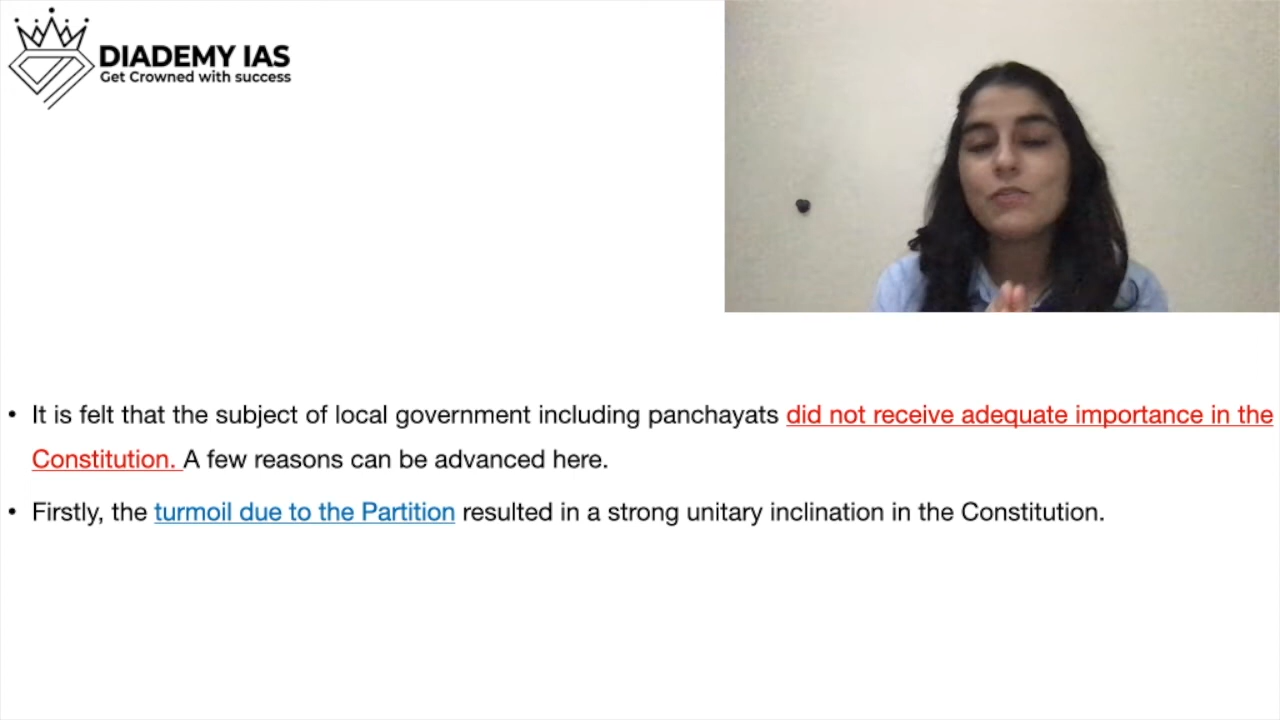 DIADEMY IAS
Get Crowned with success
• It is felt that the subject of local government including panchayats did not receive adequate importance in the
Constitution. A few reasons can be advanced here.
• Firstly, the turmoil due to the Partition resulted in a strong unitary inclination in the Constitution.